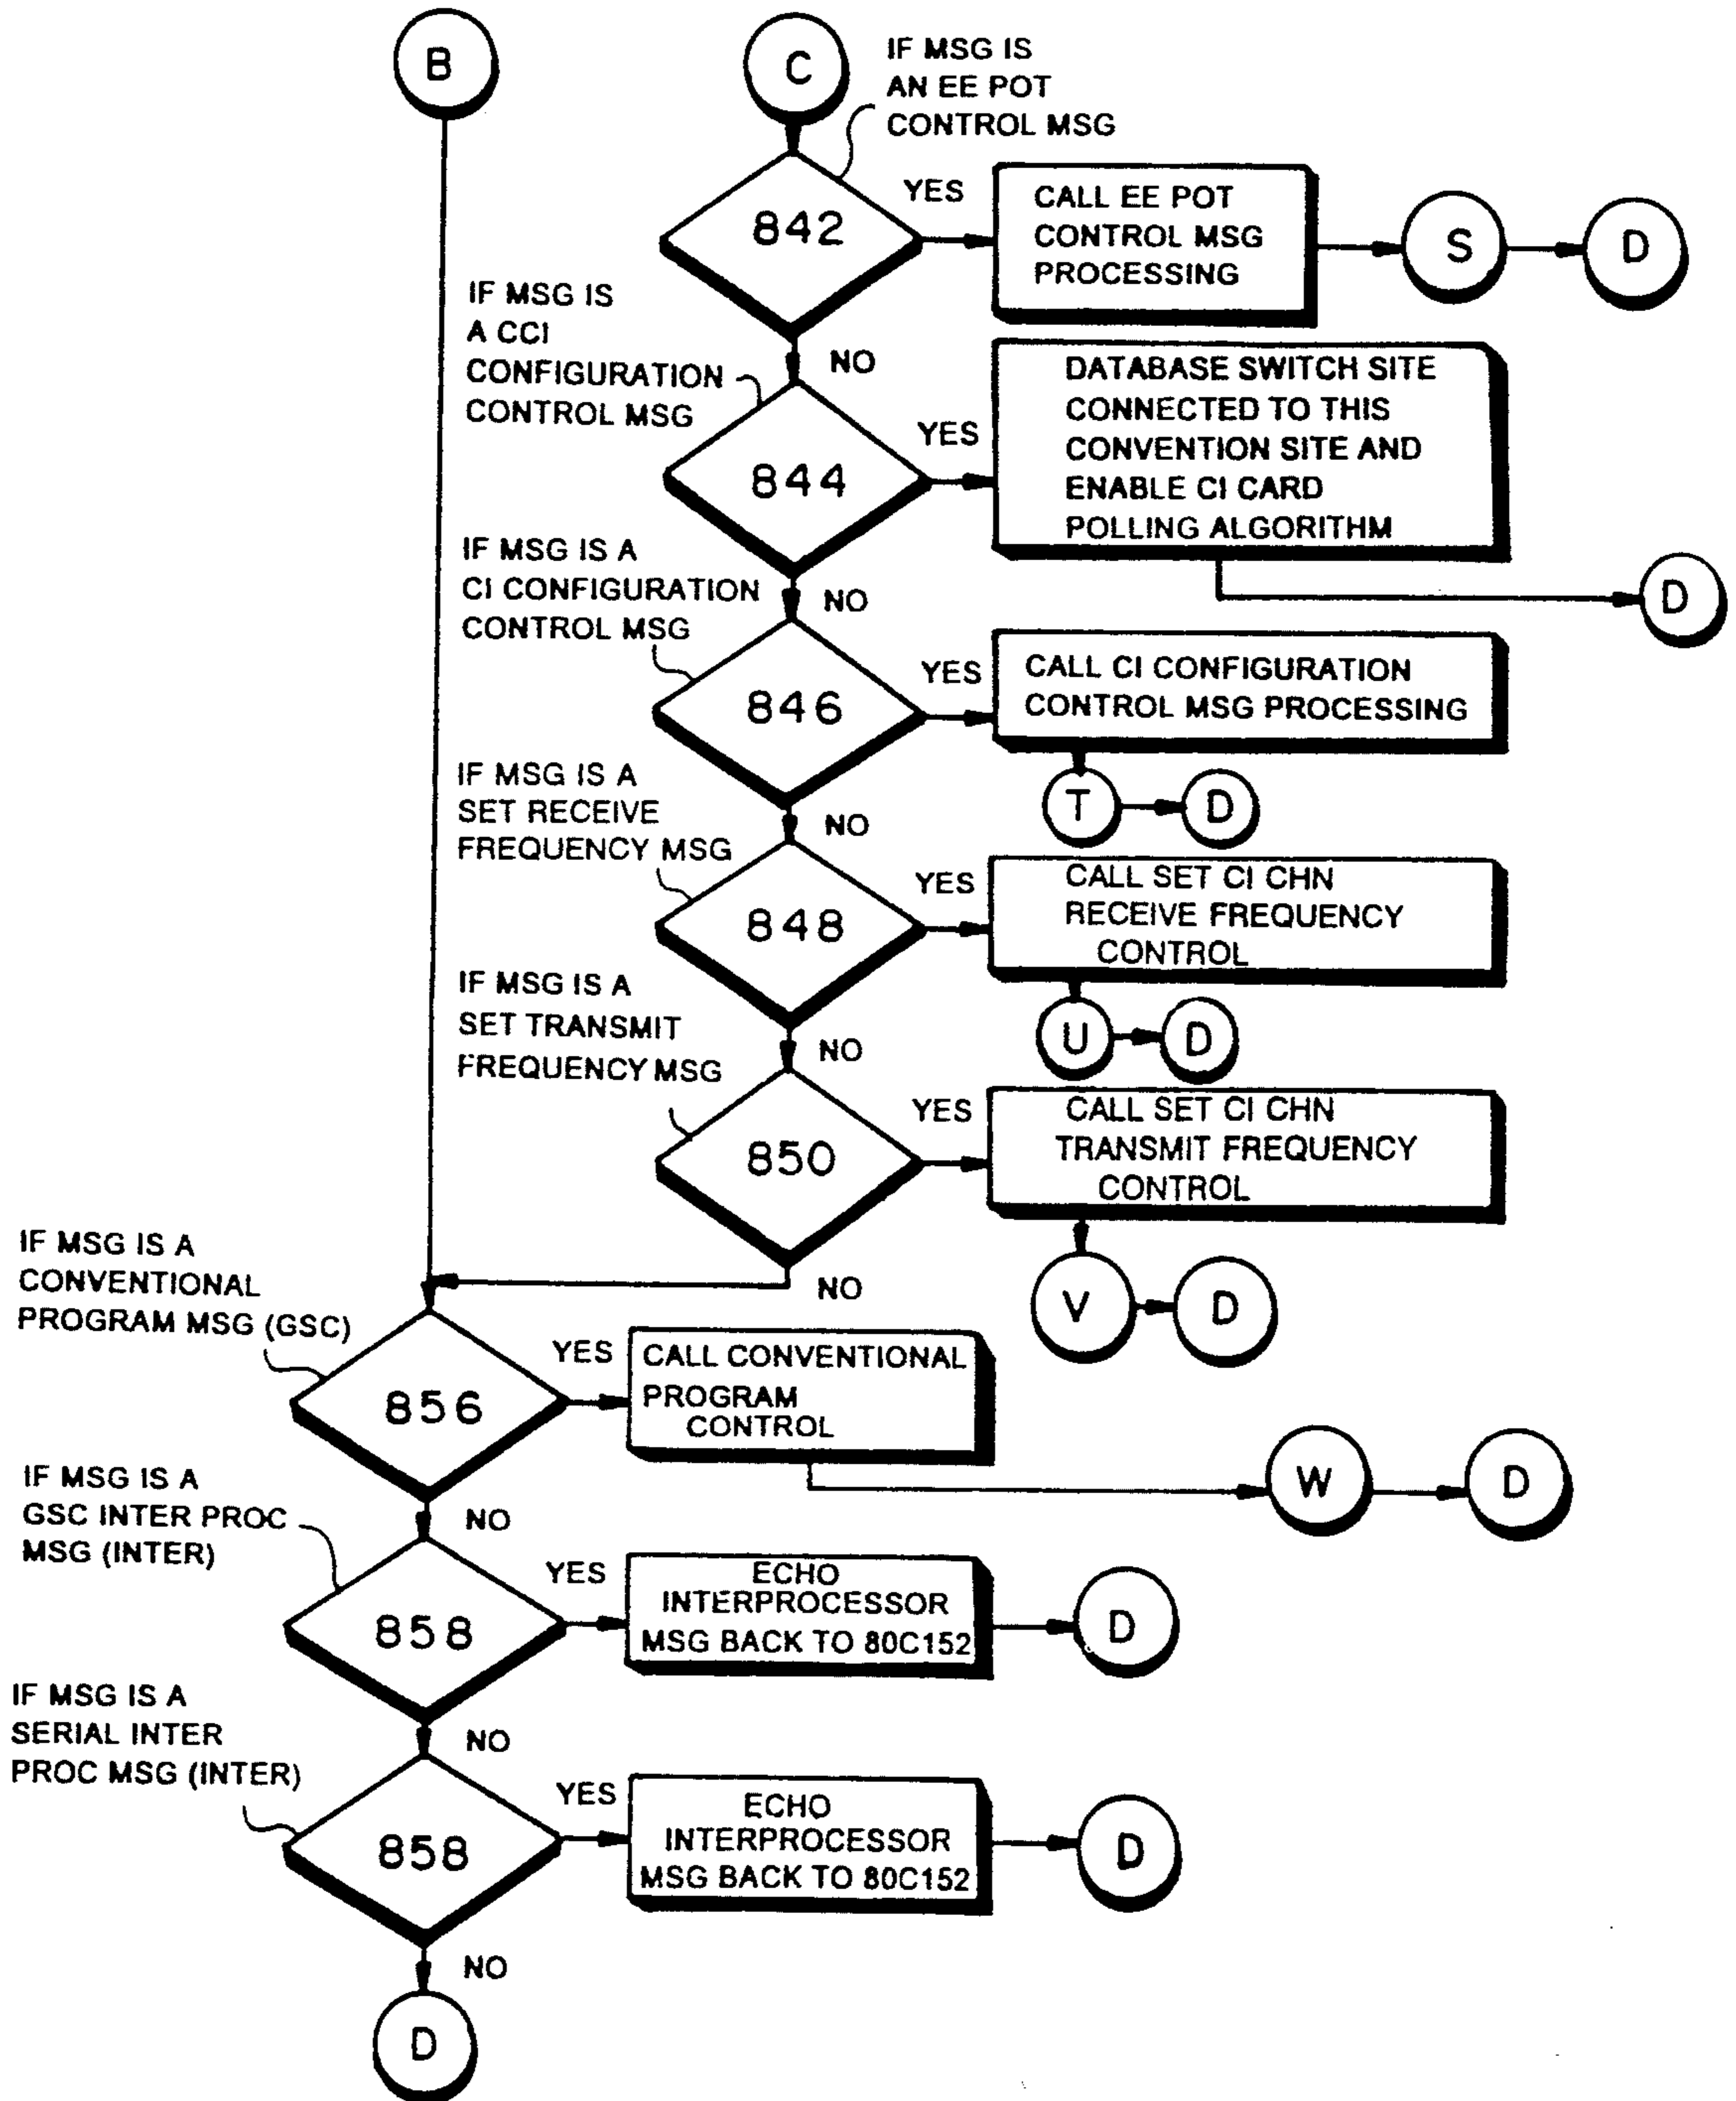 B
C
IF MSG IS
AN EE POT
CONTROL MSG
842
YES
CALL EE POT
CONTROL MSG
PROCESSING
S
D
NO
IF MSG IS
A CCI
CONFIGURATION
CONTROL MSG
844
YES
DATABASE SWITCH SITE
CONNECTED TO THIS
CONVENTION SITE AND
ENABLE CI CARD
POLLING ALGORITHM
D
NO
IF MSG IS A
CI CONFIGURATION
CONTROL MSG
846
YES
CALL CI CONFIGURATION
CONTROL MSG PROCESSING
T
D
NO
IF MSG IS A
SET RECEIVE
FREQUENCY MSG
848
YES
CALL SET CI CHN
RECEIVE FREQUENCY
CONTROL
U
D
NO
IF MSG IS A
SET TRANSMIT
FREQUENCY MSG
850
YES
CALL SET CI CHN
TRANSMIT FREQUENCY
CONTROL
V
D
NO
IF MSG IS A
CONVENTIONAL
PROGRAM MSG (GSC)
856
YES
CALL CONVENTIONAL
PROGRAM
CONTROL
W
D
NO
IF MSG IS A
GSC INTER PROC
MSG (INTER)
858
YES
ECHO
INTERPROCESSOR
MSG BACK TO 80C152
D
NO
IF MSG IS A
SERIAL INTER
PROC MSG (INTER)
858
YES
ECHO
INTERPROCESSOR
MSG BACK TO 80C152
D
NO
D